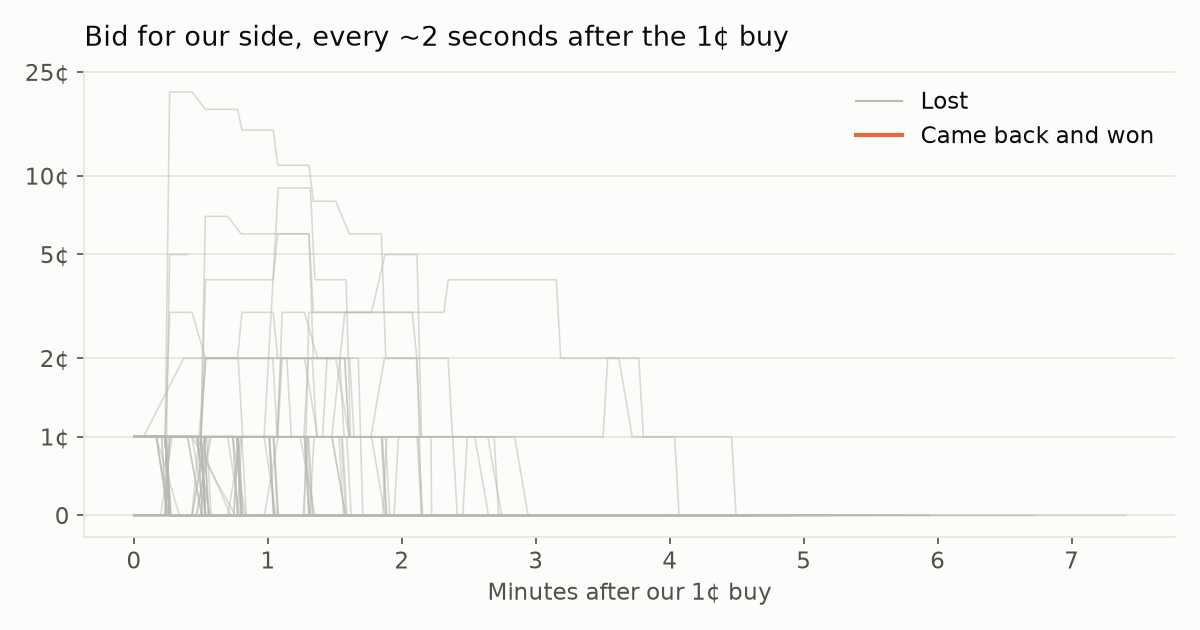 Bid for our side, every ~2 seconds after the 1¢ buy
25¢
10¢
5¢
2¢
1¢
0
Lost
Came back and won
0 1 2 3 4 5 6 7
Minutes after our 1¢ buy